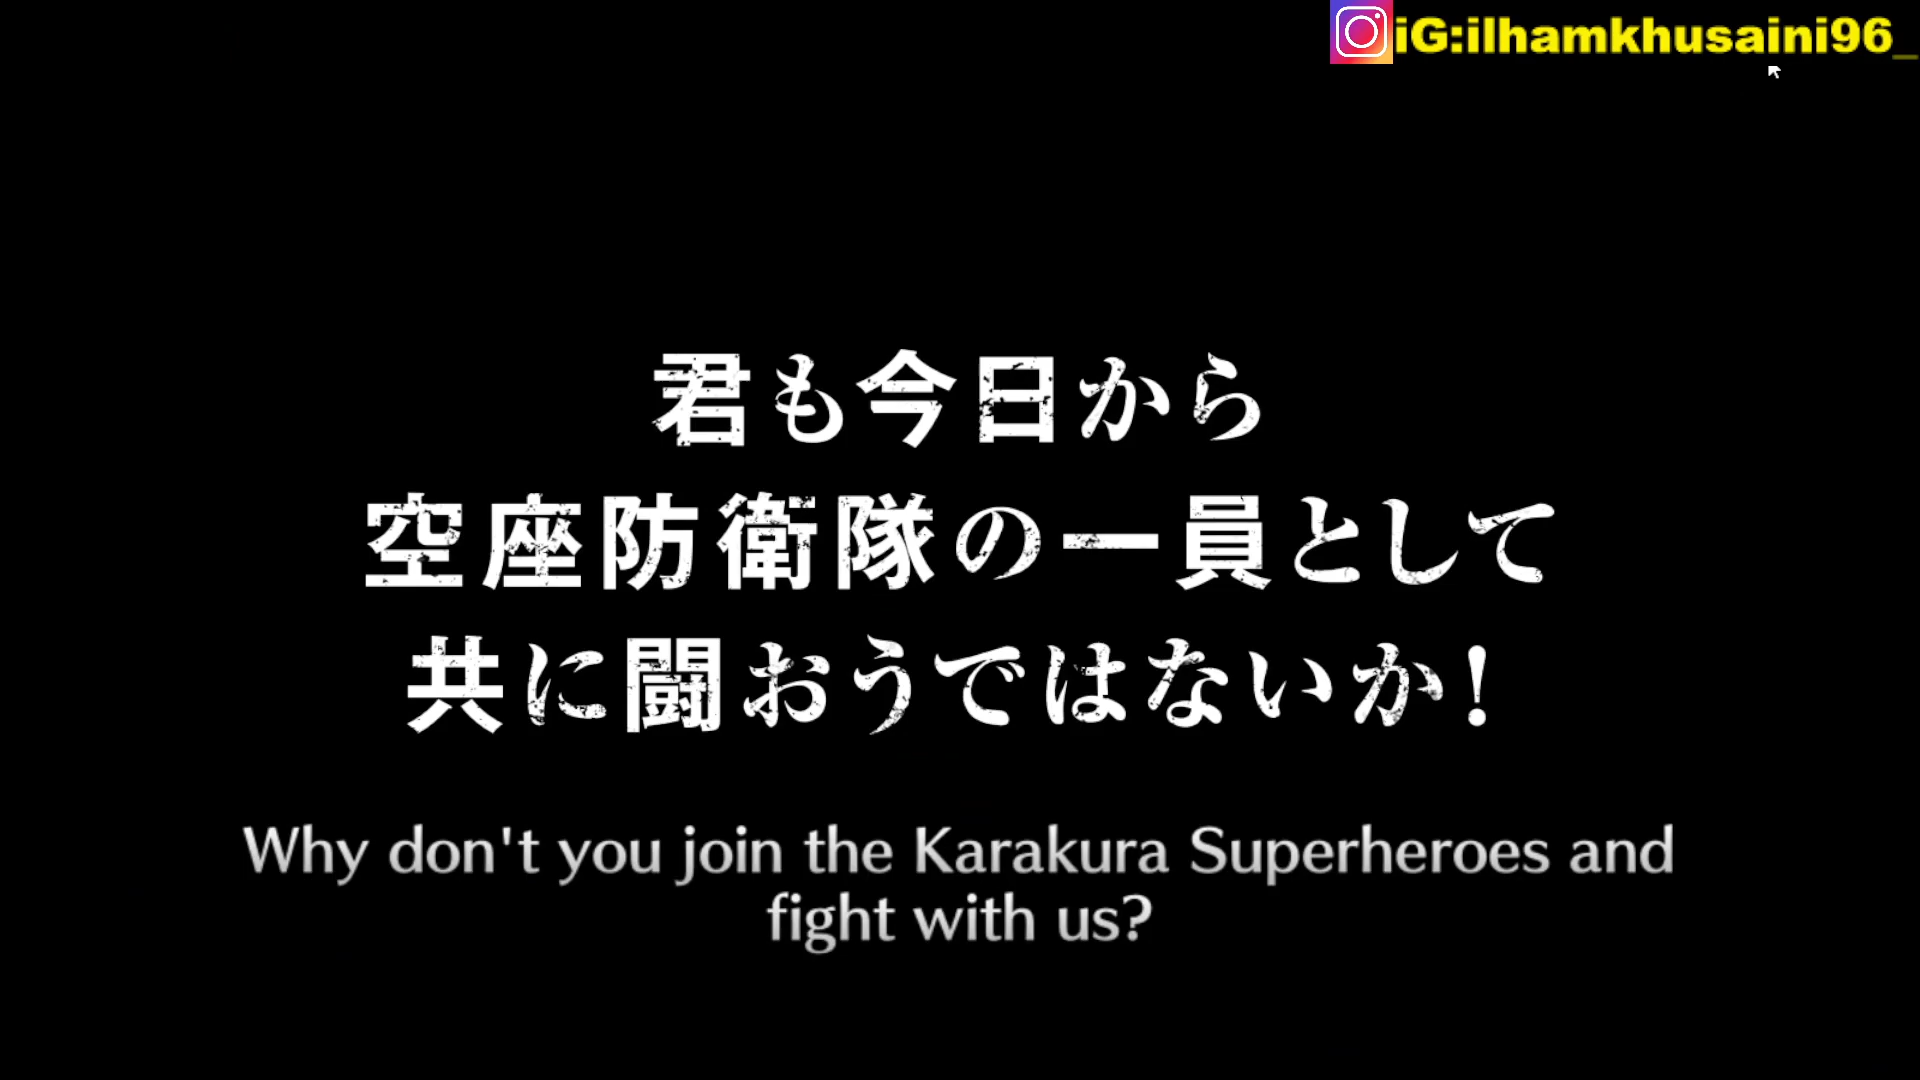 iG:ilhamkhusaini96_
君も今日から
空座防衛隊の一員として
共に闘おうではないか!
Why don't you join the Karakura Superheroes and
fight with us?